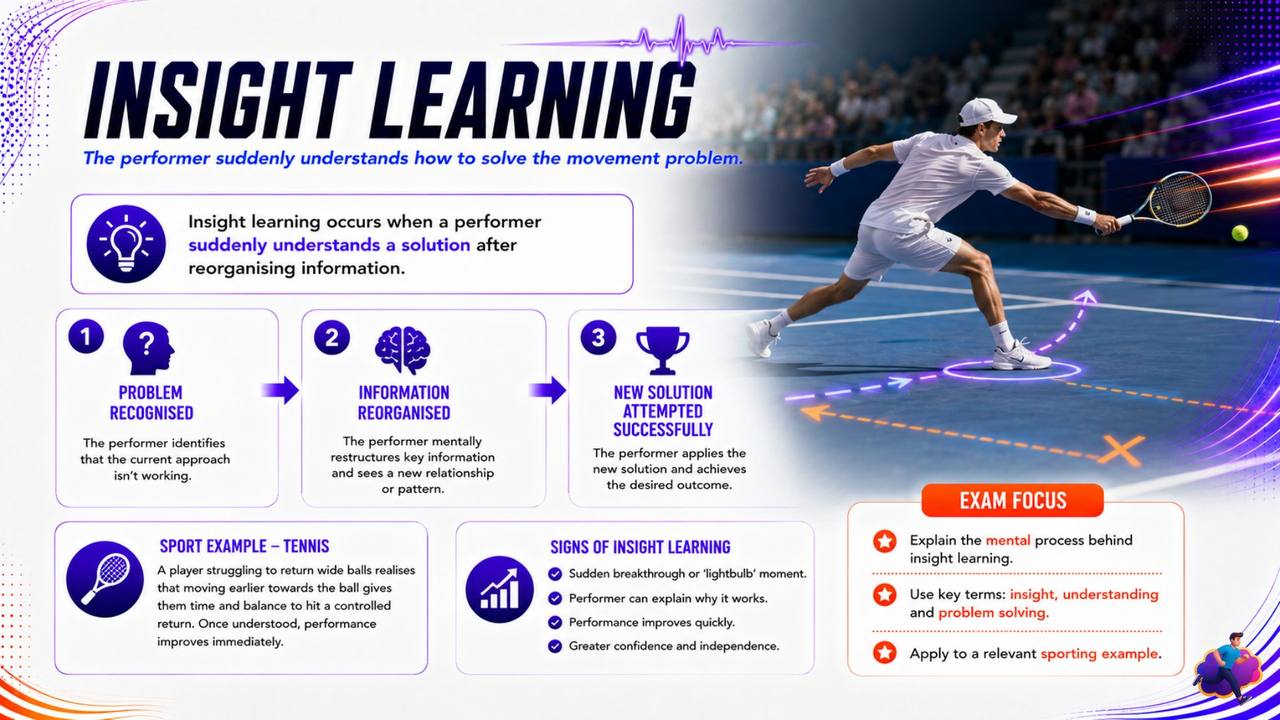 INSIGHT LEARNING
The performer suddenly understands how to solve the movement problem.
Insight learning occurs when a performer
suddenly understands a solution after
reorganising information.
1
?
PROBLEM
RECOGNISED
The performer identifies
that the current approach
isn't working.
2
INFORMATION
REORGANISED
The performer mentally
restructures key information
and sees a new relationship
or pattern.
3
NEW SOLUTION
ATTEMPTED
SUCCESSFULLY
The performer applies the
new solution and achieves
the desired outcome.
SPORT EXAMPLE – TENNIS
A player struggling to return wide balls realises
that moving earlier towards the ball gives
them time and balance to hit a controlled
return. Once understood, performance
improves immediately.
SIGNS OF INSIGHT LEARNING
Sudden breakthrough or 'lightbulb' moment.
Performer can explain why it works.
Performance improves quickly.
Greater confidence and independence.
EXAM FOCUS
Explain the mental process behind
insight learning.
Use key terms: insight, understanding
and problem solving.
Apply to a relevant sporting example.